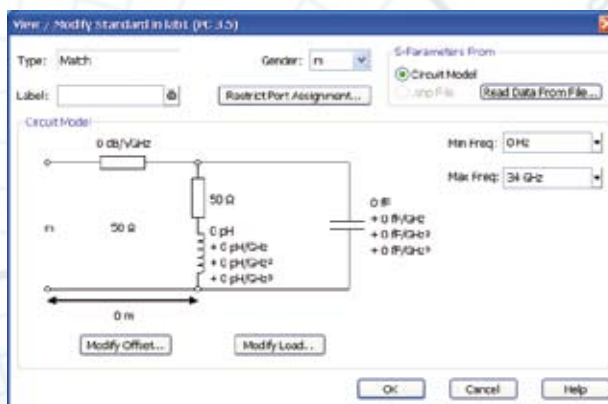 View / Modify Standard in lab1 (PC 3.5)
Type: Match
Gender: m
S-Parameters From
Circuit Model
.snp File
Read Data From File...
Label:
Restrict Port Assignment...
Circuit Model
0 dB/√GHz
Min Freq: 0 Hz
Max Freq: 34 GHz
m
50 Ω
50 Ω
0 pH
+ 0 pH/GHz
+ 0 pH/GHz²
+ 0 pH/GHz³
0 fF
+ 0 fF/GHz
+ 0 fF/GHz²
+ 0 fF/GHz³
0 m
Modify Offset...
Modify Load...
OK
Cancel
Help